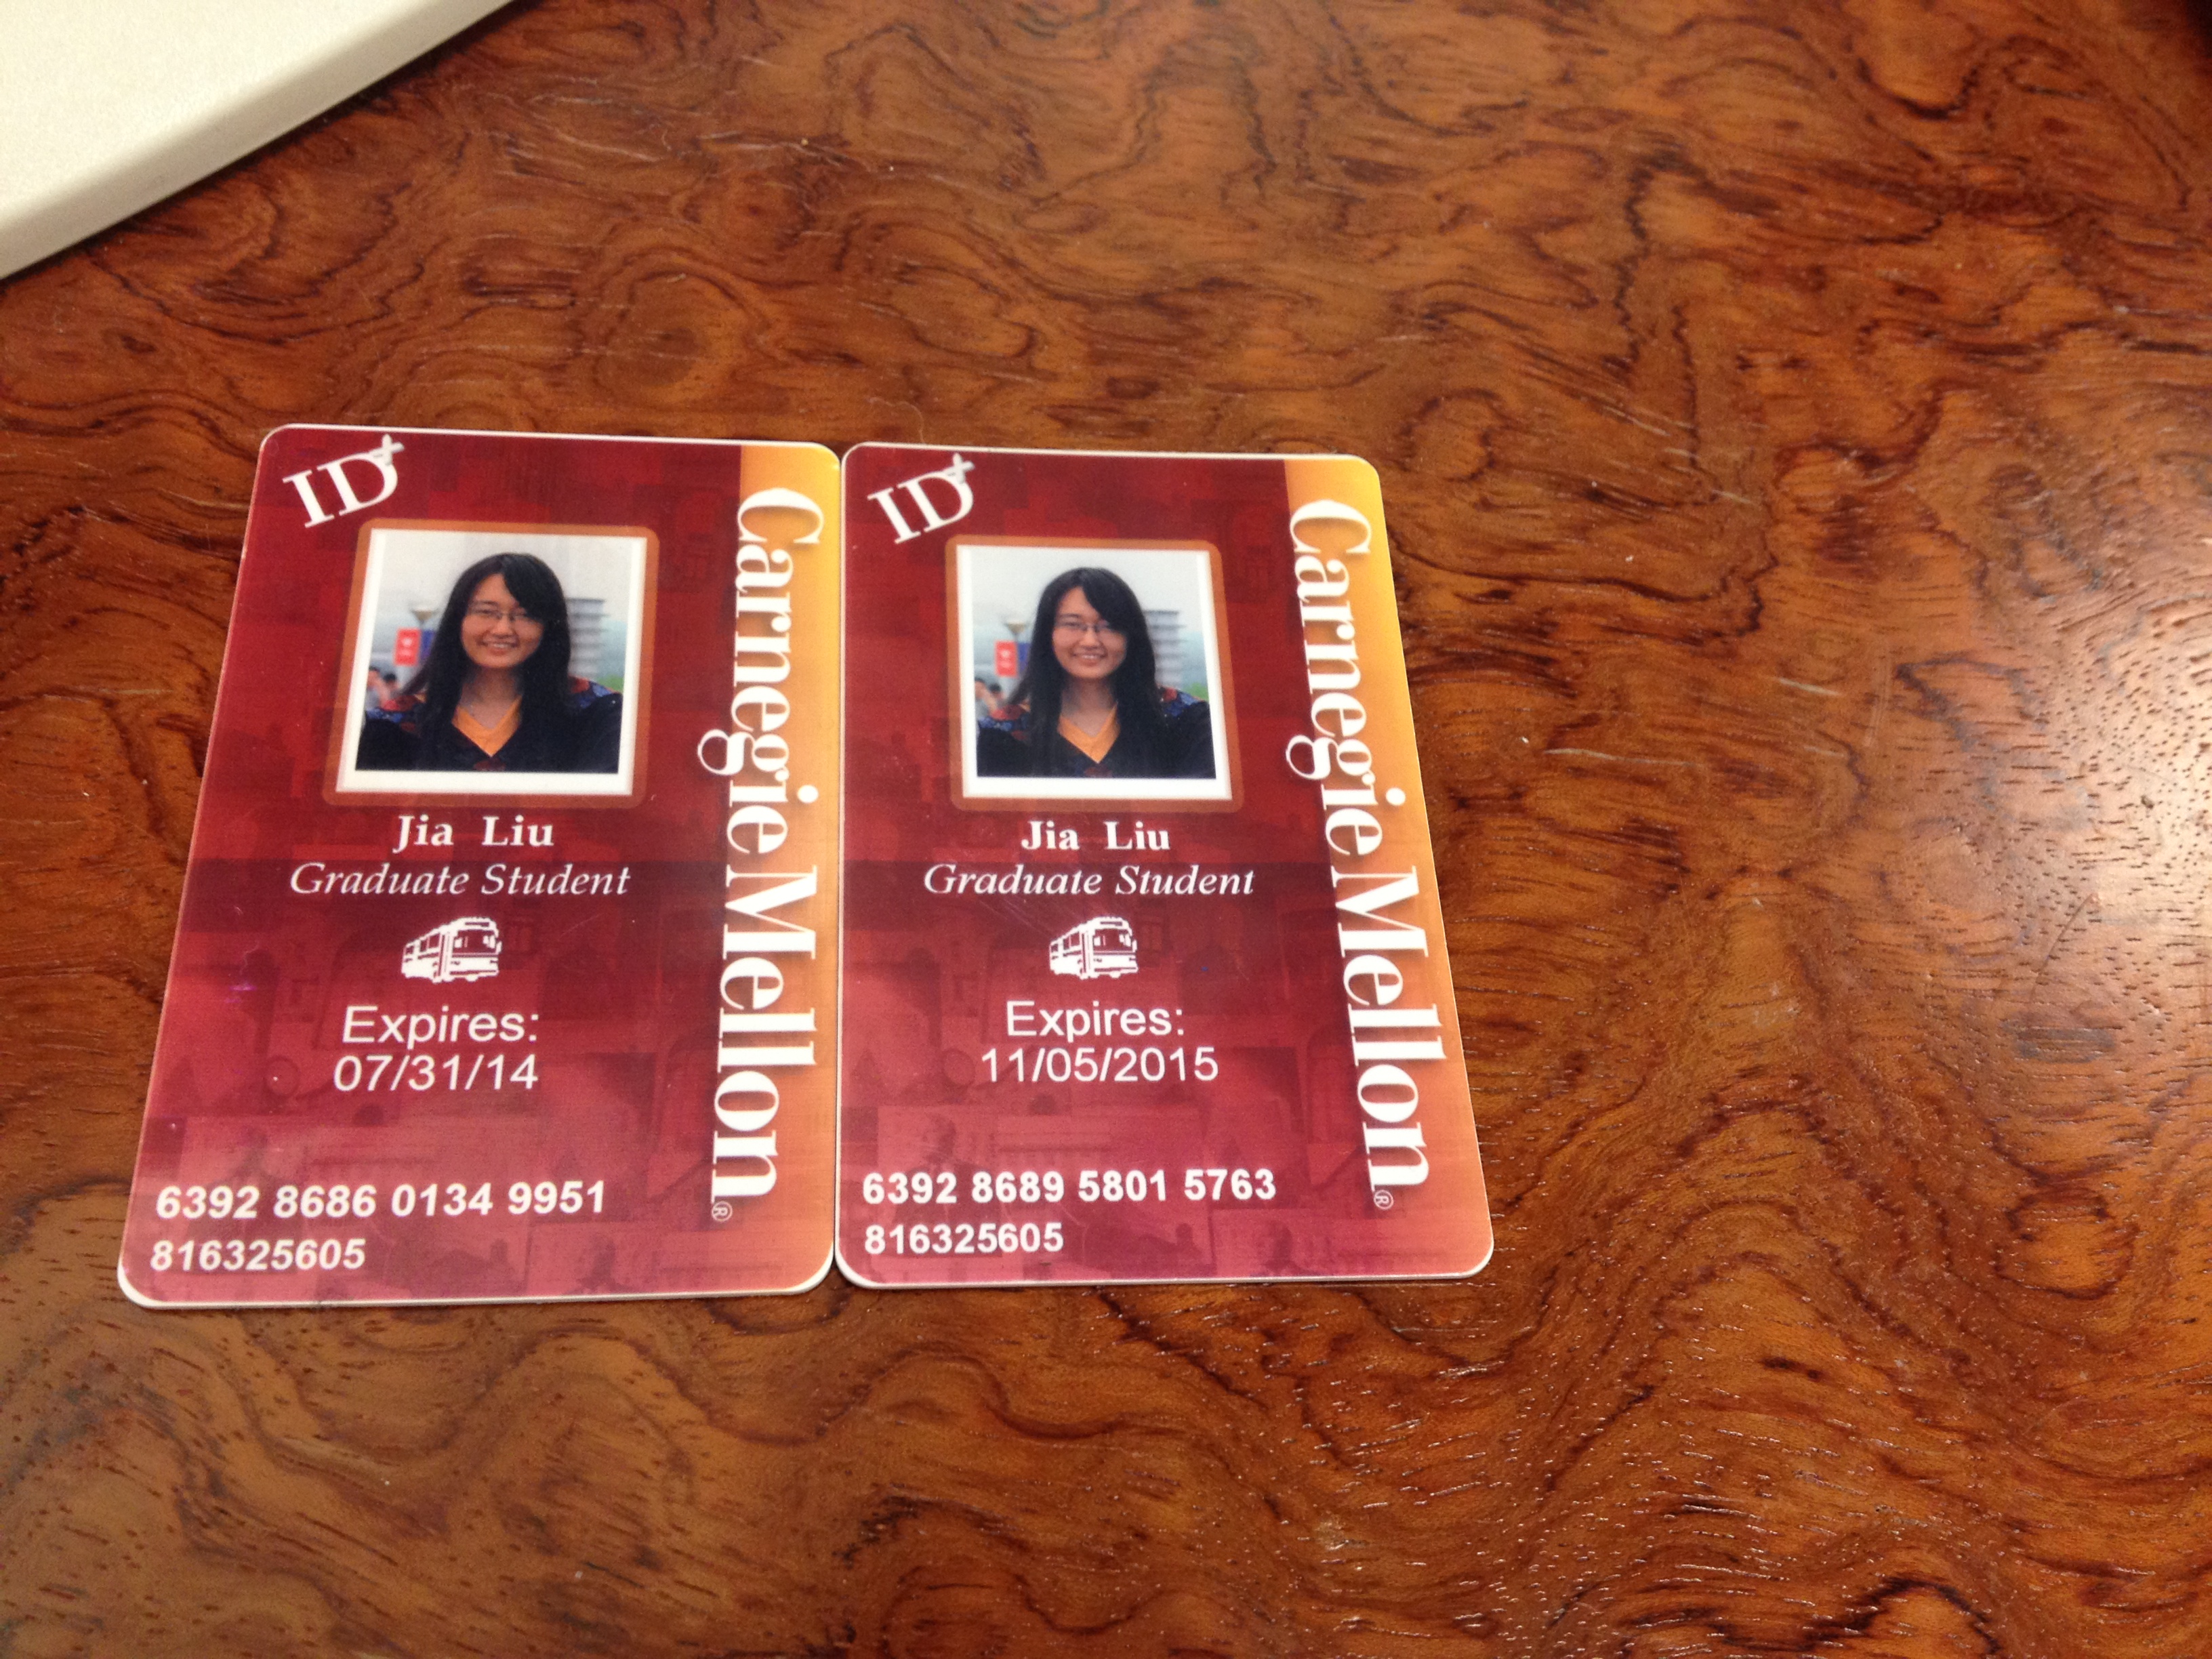 ID+
Jia Liu
Graduate Student
Expires:
07/31/14
6392 8686 0134 9951
816325605
Carnegie Mellon®
ID+
Jia Liu
Graduate Student
Expires:
11/05/2015
6392 8689 5801 5763
816325605
Carnegie Mellon®